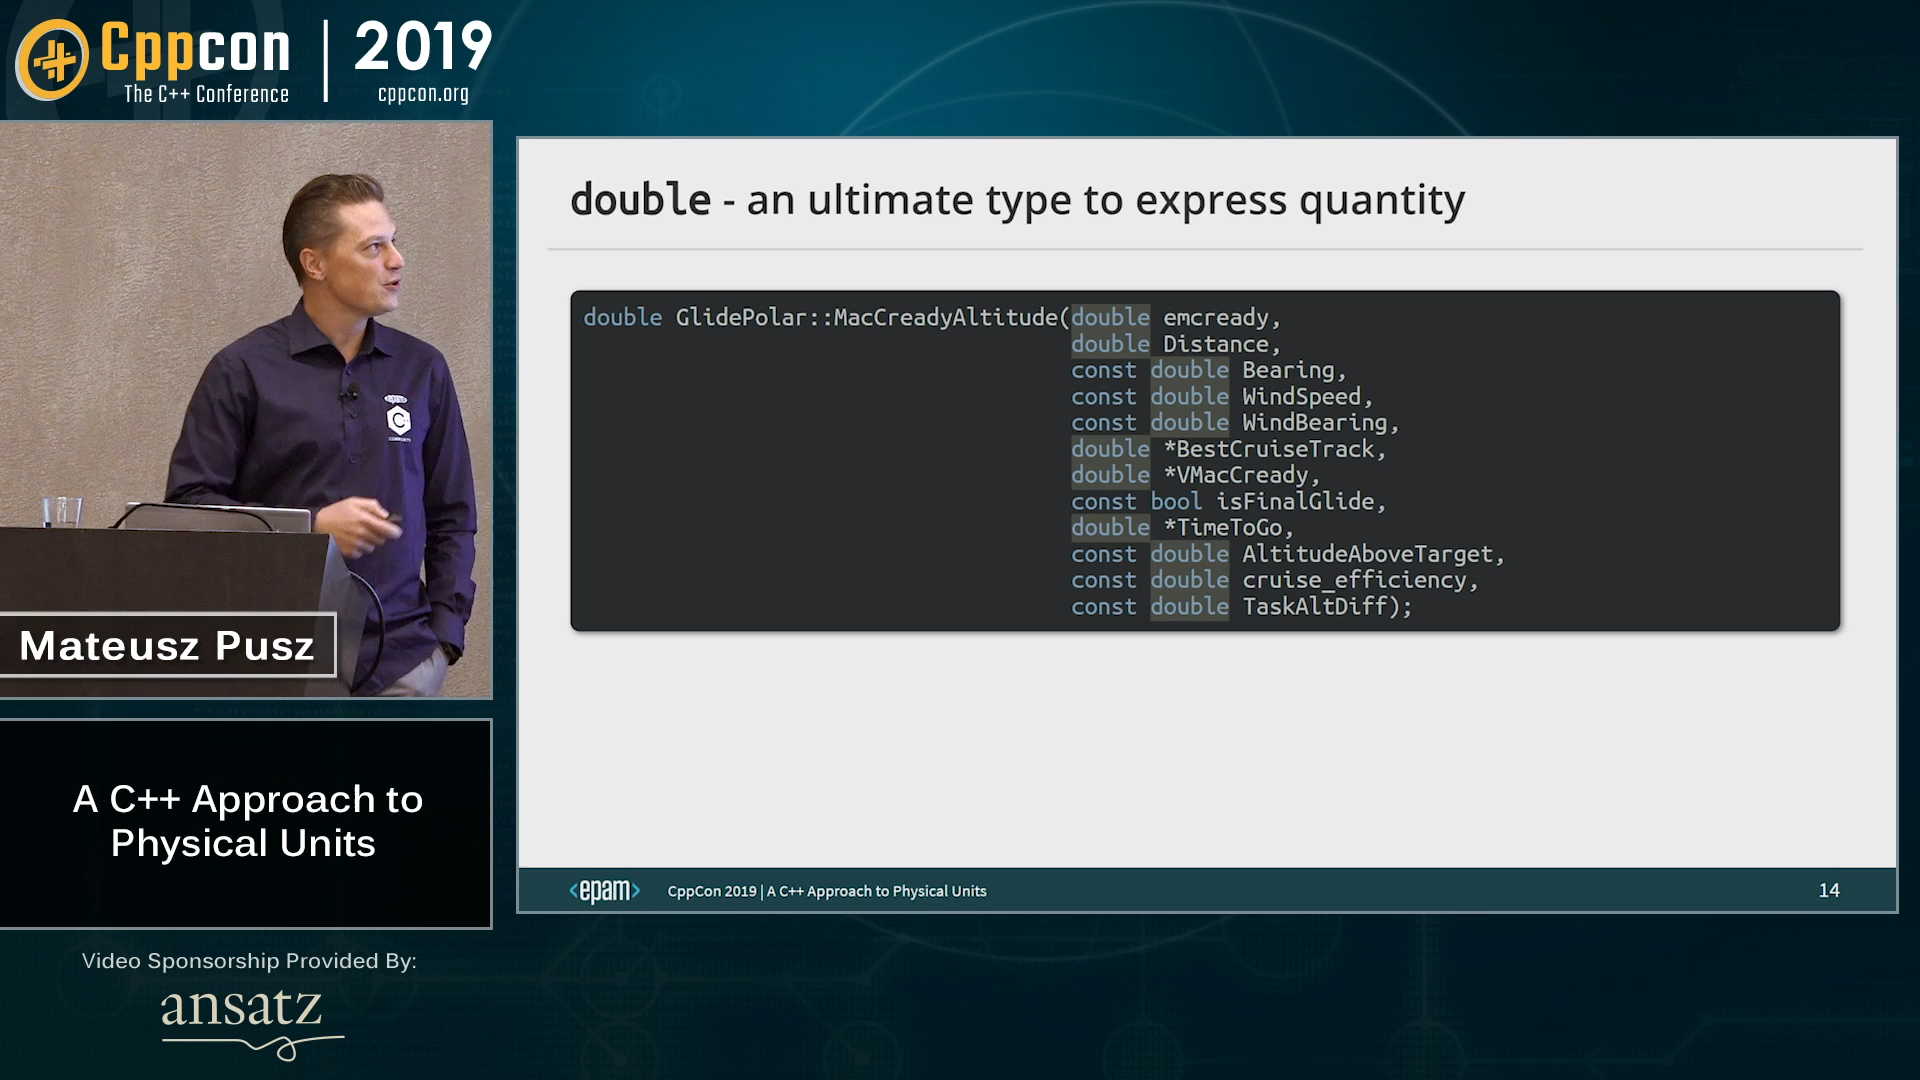 Cppcon
The C++ Conference
2019
cppcon.org
epam
C++
COMMUNITY
Mateusz Pusz
A C++ Approach to
Physical Units
Video Sponsorship Provided By:
ansatz
double - an ultimate type to express quantity
double GlidePolar::MacCreadyAltitude(double emcready,
double Distance,
const double Bearing,
const double WindSpeed,
const double WindBearing,
double *BestCruiseTrack,
double *VMacCready,
const bool isFinalGlide,
double *TimeToGo,
const double AltitudeAboveTarget,
const double cruise_efficiency,
const double TaskAltDiff);
<epam>
CppCon 2019 | A C++ Approach to Physical Units
14